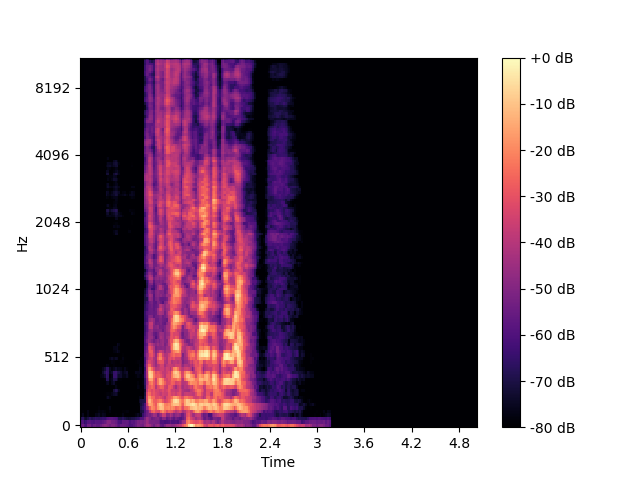 +0 dB
8192
-10 dB
4096
-20 dB
-30 dB
2048
Hz
-40 dB
1024
-50 dB
512
-60 dB
-70 dB
0
-80 dB
0 0.6 1.2 1.8 2.4 3 3.6 4.2 4.8
Time